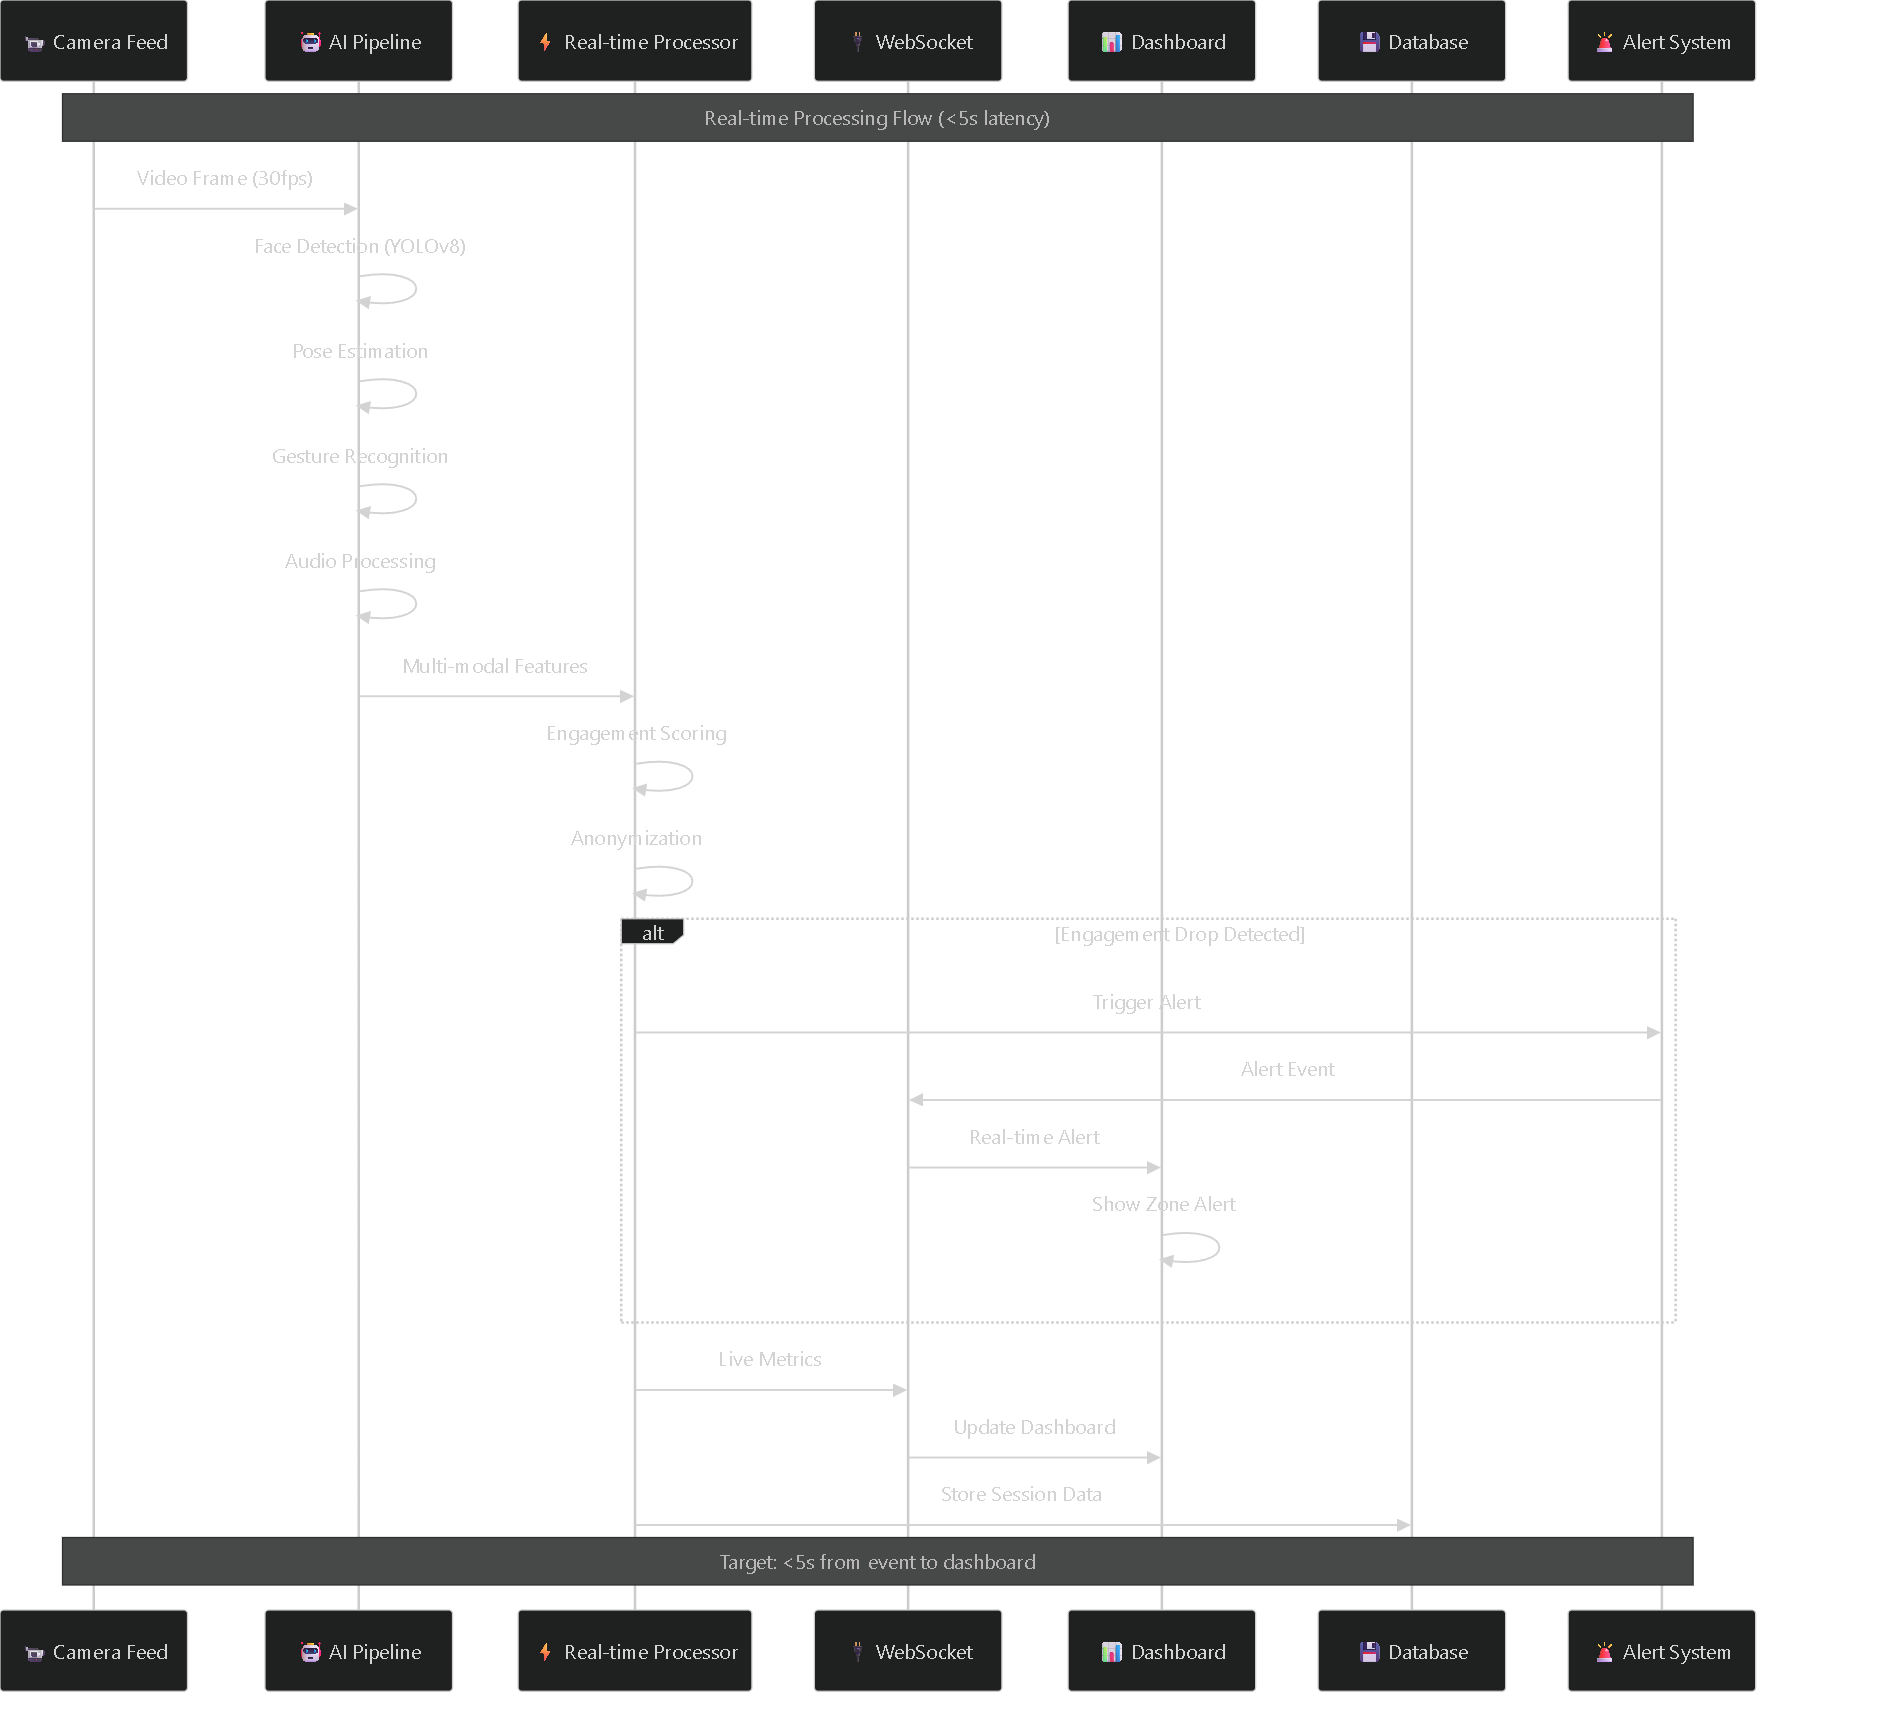 Camera Feed
AI Pipeline
Real-time Processor
WebSocket
Dashboard
Database
Alert System
Real-time Processing Flow (<5s latency)
Video Frame (30fps)
Face Detection (YOLOv8)
Pose Estimation
Gesture Recognition
Audio Processing
Multi-modal Features
Engagement Scoring
Anonymization
alt
[Engagement Drop Detected]
Trigger Alert
Alert Event
Real-time Alert
Show Zone Alert
Live Metrics
Update Dashboard
Store Session Data
Target: <5s from event to dashboard
Camera Feed
AI Pipeline
Real-time Processor
WebSocket
Dashboard
Database
Alert System